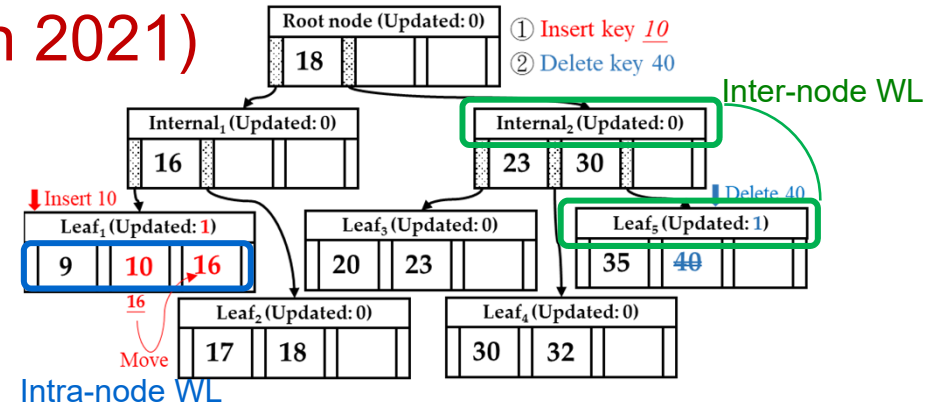 n 2021)
Root node (Updated: 0)
18
① Insert key 10
② Delete key 40
Inter-node WL
Internal₁ (Updated: 0)
16
Internal₂ (Updated: 0)
23 30
Insert 10
Delete 40
Leaf₁ (Updated: 1)
9 10 16
Leaf₃ (Updated: 0)
20 23
Leaf₅ (Updated: 1)
35 40
16
Move
Leaf₂ (Updated: 0)
17 18
Leaf₄ (Updated: 0)
30 32
Intra-node WL